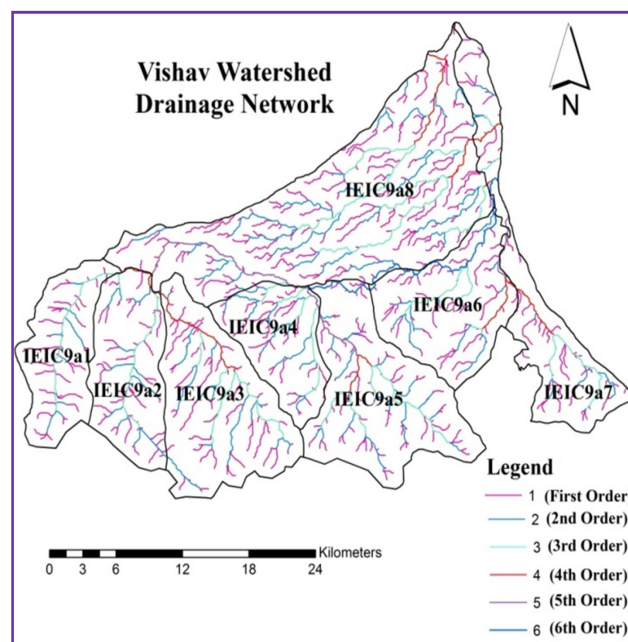 Vishav Watershed
Drainage Network
N
IEIC9a8
IEIC9a6
IEIC9a4
IEIC9a1
IEIC9a2
IEIC9a3
IEIC9a5
IEIC9a7
Legend
1 (First Order
2 (2nd Order)
3 (3rd Order)
4 (4th Order)
5 (5th Order)
6 (6th Order)
Kilometers
0 3 6 12 18 24